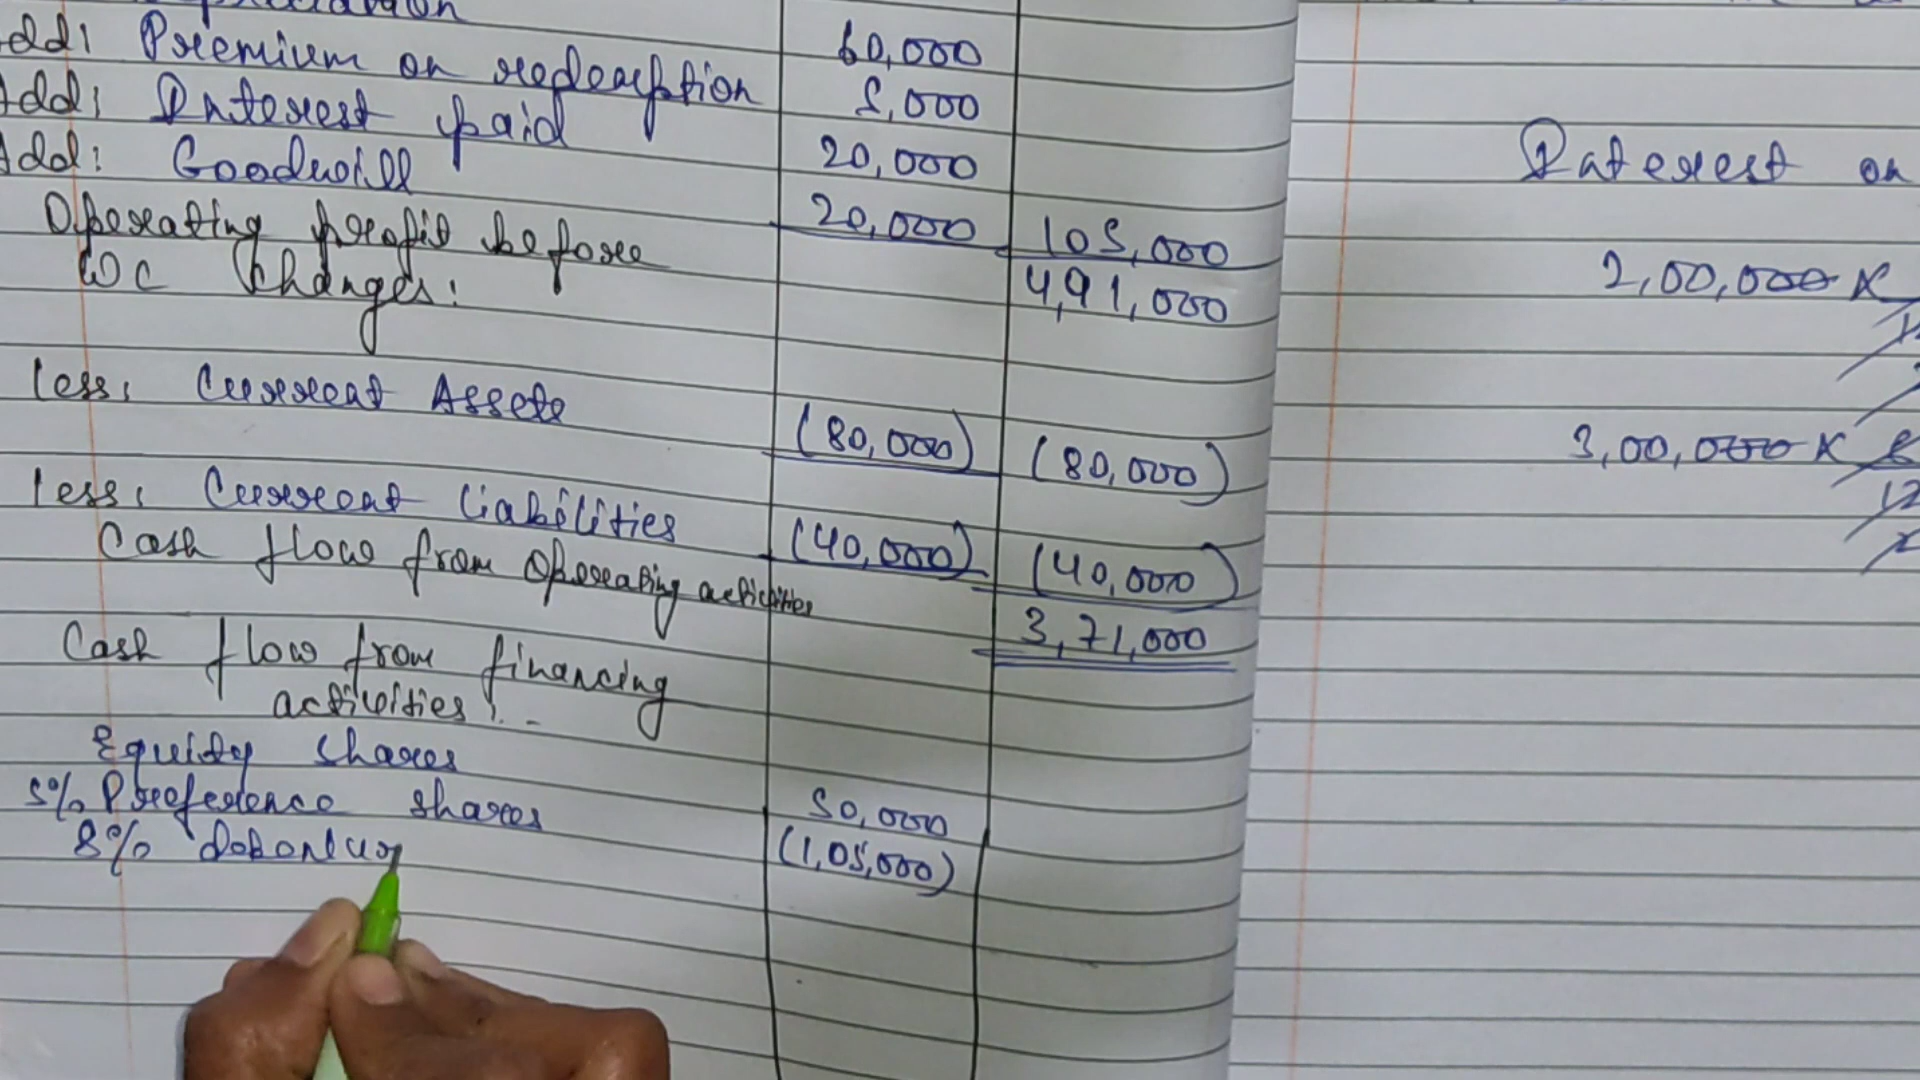 Add: Premium on redemption 60,000
Add: Interest paid 5,000
Add: Goodwill 20,000
Operating profit before 20,000 105,000
WC Changes: 4,91,000
less: Current Assets (80,000) (80,000)
less: Current liabilities (40,000) (40,000)
Cash flow from Operating activities 3,71,000
Cash flow from financing
activities:-
Equity shares 50,000
5% Preference shares (1,05,000)
8% Debentur
Interest on
2,00,000 x
3,00,000 x 8
12